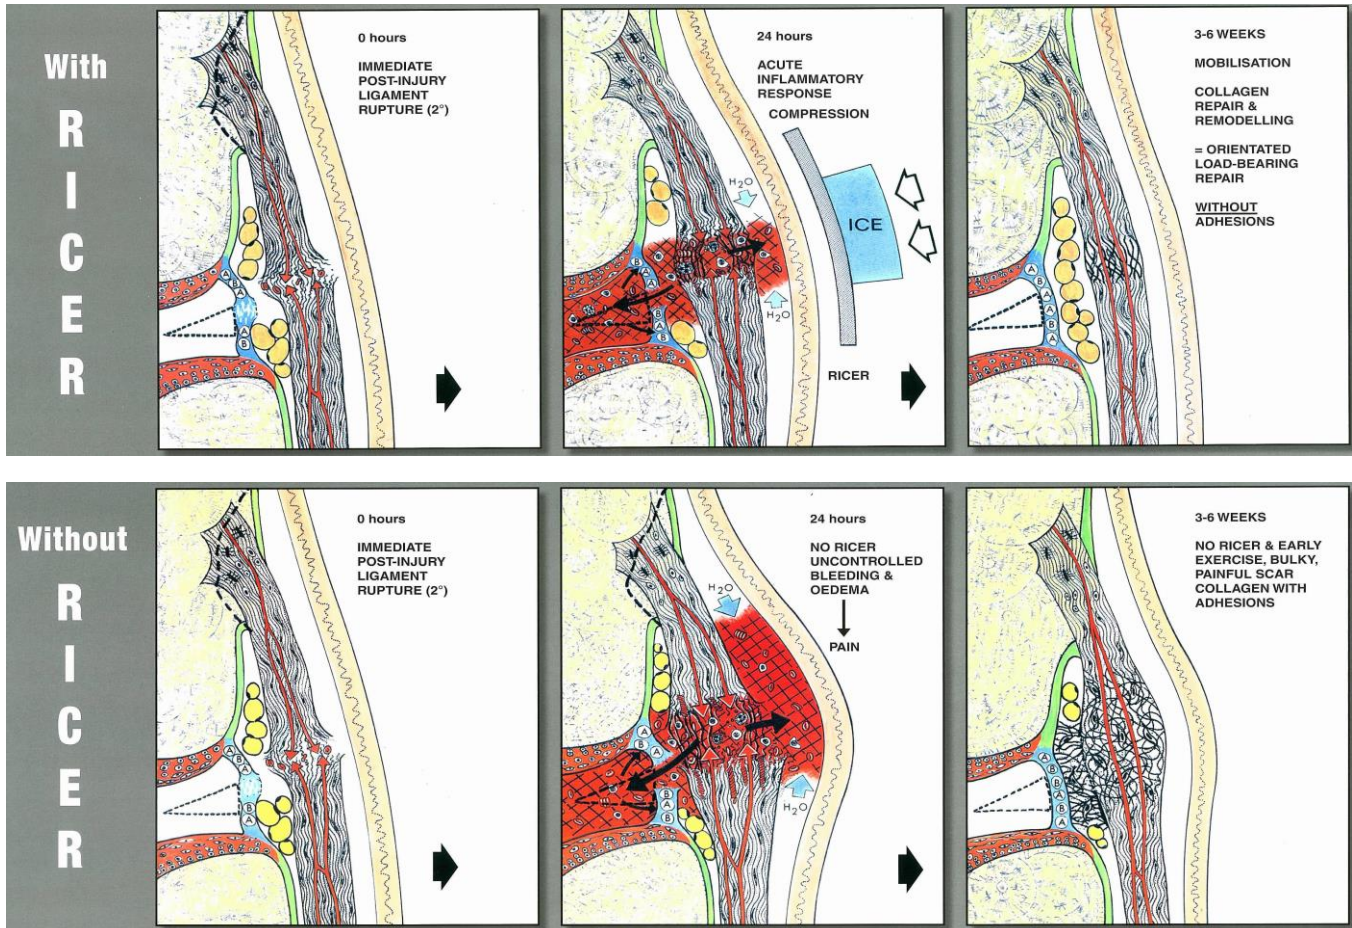 With
R
I
C
E
R
0 hours
IMMEDIATE
POST-INJURY
LIGAMENT
RUPTURE (2°)
A
B
A
A
B
24 hours
ACUTE
INFLAMMATORY
RESPONSE
COMPRESSION
H₂O
ICE
H₂O
RICER
B
A
B
A
B
3-6 WEEKS
MOBILISATION
COLLAGEN
REPAIR &
REMODELLING
= ORIENTATED
LOAD-BEARING
REPAIR
WITHOUT
ADHESIONS
A
B
A
B
A
B
A
Without
R
I
C
E
R
0 hours
IMMEDIATE
POST-INJURY
LIGAMENT
RUPTURE (2°)
A
B
A
B
A
24 hours
NO RICER
UNCONTROLLED
BLEEDING &
OEDEMA
PAIN
H₂O
H₂O
A
B
A
B
A
B
3-6 WEEKS
NO RICER & EARLY
EXERCISE, BULKY,
PAINFUL SCAR
COLLAGEN WITH
ADHESIONS
A
B
A
B
A
B
A